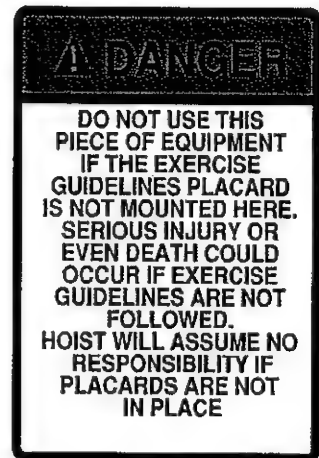 ⚠ DANGER
DO NOT USE THIS
PIECE OF EQUIPMENT
IF THE EXERCISE
GUIDELINES PLACARD
IS NOT MOUNTED HERE.
SERIOUS INJURY OR
EVEN DEATH COULD
OCCUR IF EXERCISE
GUIDELINES ARE NOT
FOLLOWED.
HOIST WILL ASSUME NO
RESPONSIBILITY IF
PLACARDS ARE NOT
IN PLACE